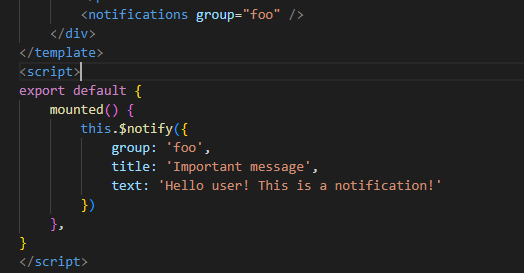 <notifications group="foo" />
</div>
</template>
<script>
export default {
mounted() {
this.$notify({
group: 'foo',
title: 'Important message',
text: 'Hello user! This is a notification!'
})
},
}
</script>